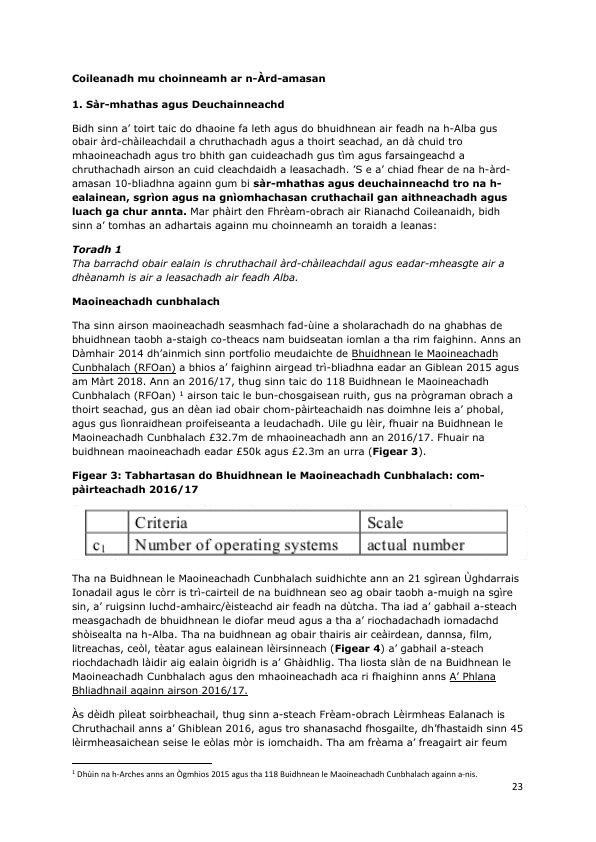 Coileanadh mu choinneamh ar n-Àrd-amasan
1. Sàr-mhathas agus Deuchainneachd
Bidh sinn a’ toirt taic do dhaoine fa leth agus do bhuidhnean air feadh na h-Alba gus
obair àrd-chàileachdail a chruthachadh agus a thoirt seachad, an dà chuid tro
mhaoineachadh agus tro bhith gan cuideachadh gus tìm agus farsaingeachd a
chruthachadh airson an cuid cleachdaidh a leasachadh. ’S e a’ chiad fhear de na h-àrd-
amasan 10-bliadhna againn gum bi sàr-mhathas agus deuchainneachd tro na h-
ealainean, sgrìon agus na gnìomhachasan cruthachail gan aithneachadh agus
luach ga chur annta. Mar phàirt den Fhrèam-obrach air Rianachd Coileanaidh, bidh
sinn a’ tomhas an adhartais againn mu choinneamh an toraidh a leanas:
Toradh 1
Tha barrachd obair ealain is chruthachail àrd-chàileachdail agus eadar-mheasgte air a
dhèanamh is air a leasachadh air feadh Alba.
Maoineachadh cunbhalach
Tha sinn airson maoineachadh seasmhach fad-ùine a sholarachadh do na ghabhas de
bhuidhnean taobh a-staigh co-theacs nam buidseatan iomlan a tha rim faighinn. Anns an
Dàmhair 2014 dh’ainmich sinn portfolio meudaichte de Bhuidhnean le Maoineachadh
Cunbhalach (RFOan) a bhios a’ faighinn airgead trì-bliadhna eadar an Giblean 2015 agus
am Màrt 2018. Ann an 2016/17, thug sinn taic do 118 Buidhnean le Maoineachadh
Cunbhalach (RFOan) ¹ airson taic le bun-chosgaisean ruith, gus na prògraman obrach a
thoirt seachad, gus an dèan iad obair chom-pàirteachaidh nas doimhne leis a’ phobal,
agus gus lìonraidhean proifeiseanta a leudachadh. Uile gu lèir, fhuair na Buidhnean le
Maoineachadh Cunbhalach £32.7m de mhaoineachadh ann an 2016/17. Fhuair na
buidhnean maoineachadh eadar £50k agus £2.3m an urra (Figear 3).
Figear 3: Tabhartasan do Bhuidhnean le Maoineachadh Cunbhalach: com-
pàirteachadh 2016/17
Criteria Scale
c₁ Number of operating systems actual number
Tha na Buidhnean le Maoineachadh Cunbhalach suidhichte ann an 21 sgìrean Ùghdarrais
Ionadail agus le còrr is trì-cairteil de na buidhnean seo ag obair taobh a-muigh na sgìre
sin, a’ ruigsinn luchd-amhairc/èisteachd air feadh na dùtcha. Tha iad a’ gabhail a-steach
measgachadh de bhuidhnean le diofar meud agus a tha a’ riochadachadh iomadachd
shòisealta na h-Alba. Tha na buidhnean ag obair thairis air ceàirdean, dannsa, film,
litreachas, ceòl, tèatar agus ealainean lèirsinneach (Figear 4) a’ gabhail a-steach
riochdachadh làidir aig ealain òigridh is a’ Ghàidhlig. Tha liosta slàn de na Buidhnean le
Maoineachadh Cunbhalach agus den mhaoineachadh aca ri fhaighinn anns A’ Phlana
Bhliadhnail againn airson 2016/17.
Às dèidh pìleat soirbheachail, thug sinn a-steach Frèam-obrach Lèirmheas Ealanach is
Chruthachail anns a’ Ghiblean 2016, agus tro shanasachd fhosgailte, dh’fhastaidh sinn 45
lèirmheasaichean seise le eòlas mòr is iomchaidh. Tha am frèama a’ freagairt air feum
¹ Dhùin na h-Arches anns an Ògmhios 2015 agus tha 118 Buidhnean le Maoineachadh Cunbhalach againn a-nis.
23